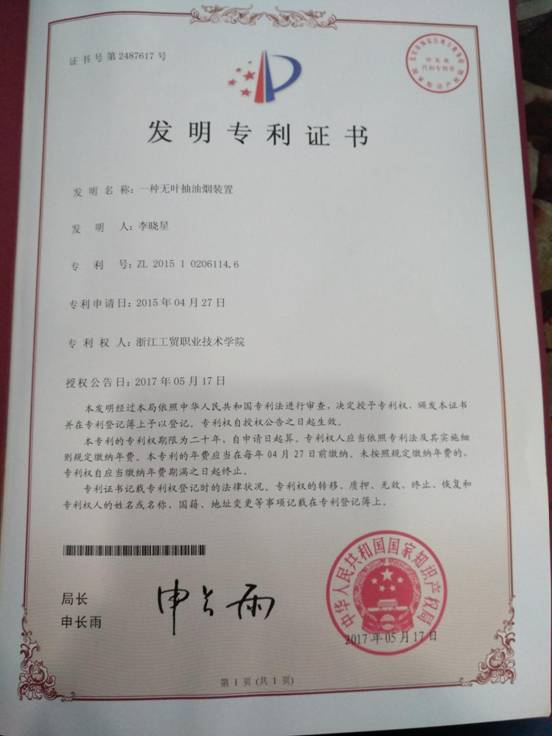 证书号第2487617号
发明专利证书
发 明 名 称：一种无叶抽油烟装置
发 明 人：李晓星
专 利 号：ZL 2015 1 0206114.6
专利申请日：2015年04月27日
专 利 权 人：浙江工贸职业技术学院
授权公告日：2017年05月17日
本发明经过本局依照中华人民共和国专利法进行审查，决定授予专利权，颁发本证书
并在专利登记簿上予以登记。专利权自授权公告之日起生效。
本专利的专利权期限为二十年，自申请日起算。专利权人应当依照专利法及其实施细
则规定缴纳年费。本专利的年费应当在每年04月27日前缴纳。未按照规定缴纳年费的，
专利权自应当缴纳年费期满之日起终止。
专利证书记载专利权登记时的法律状况。专利权的转移、质押、无效、终止、恢复和
专利权人的姓名或名称、国籍、地址变更等事项记载在专利登记簿上。
局长
申长雨
申长雨
中华人民共和国国家知识产权局
2017年05月17日
第 1 页 (共 1 页)